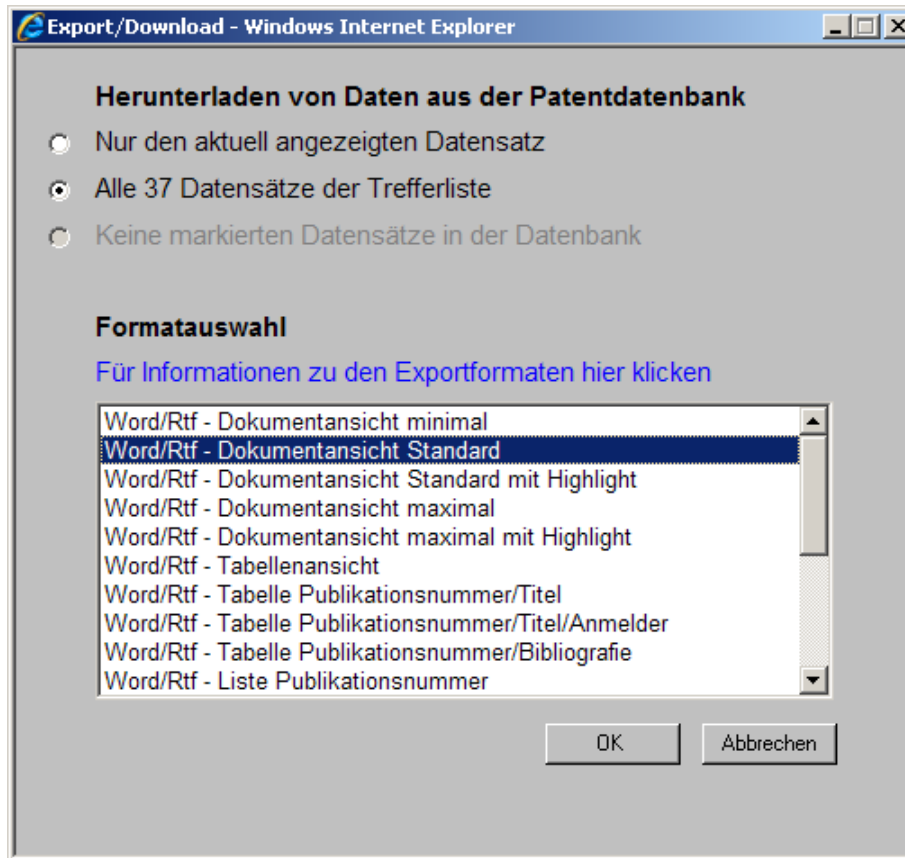 Export/Download - Windows Internet Explorer
Herunterladen von Daten aus der Patentdatenbank
Nur den aktuell angezeigten Datensatz
Alle 37 Datensätze der Trefferliste
Keine markierten Datensätze in der Datenbank
Formatauswahl
Für Informationen zu den Exportformaten hier klicken
Word/Rtf - Dokumentansicht minimal
Word/Rtf - Dokumentansicht Standard
Word/Rtf - Dokumentansicht Standard mit Highlight
Word/Rtf - Dokumentansicht maximal
Word/Rtf - Dokumentansicht maximal mit Highlight
Word/Rtf - Tabellenansicht
Word/Rtf - Tabelle Publikationsnummer/Titel
Word/Rtf - Tabelle Publikationsnummer/Titel/Anmelder
Word/Rtf - Tabelle Publikationsnummer/Bibliografie
Word/Rtf - Liste Publikationsnummer
OK Abbrechen